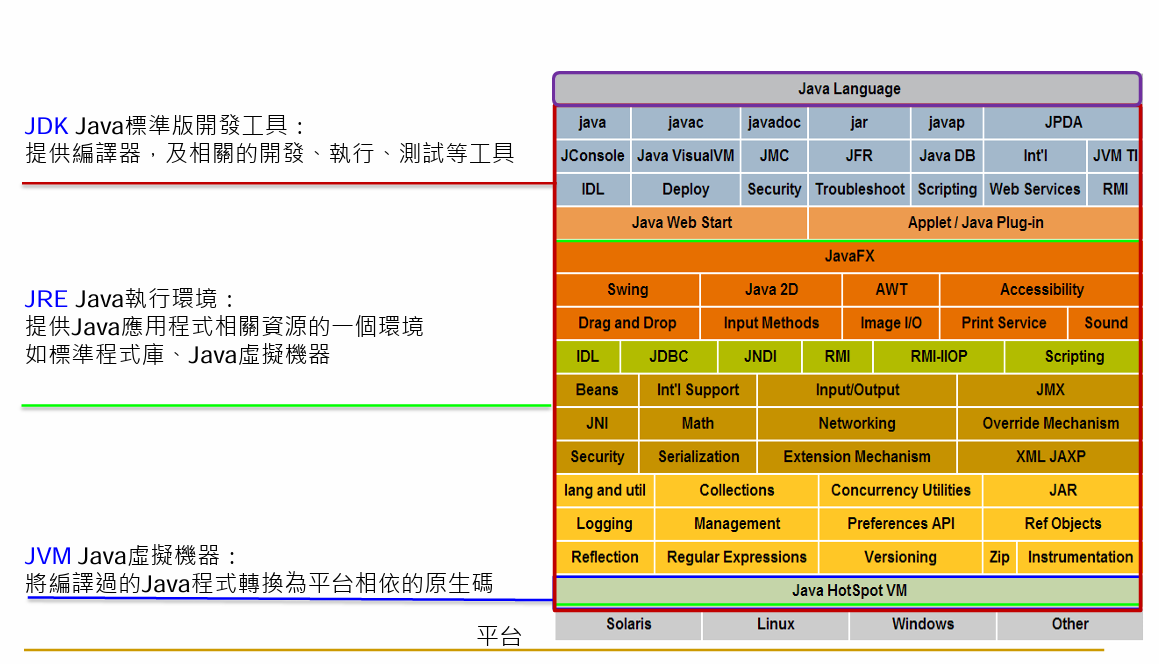 JDK Java標準版開發工具：
提供編譯器，及相關的開發、執行、測試等工具
JRE Java執行環境：
提供Java應用程式相關資源的一個環境
如標準程式庫、Java虛擬機器
JVM Java虛擬機器：
將編譯過的Java程式轉換為平台相依的原生碼
平台
Java Language
java javac javadoc jar javap JPDA
JConsole Java VisualVM JMC JFR Java DB Int'l JVM TI
IDL Deploy Security Troubleshoot Scripting Web Services RMI
Java Web Start Applet / Java Plug-in
JavaFX
Swing Java 2D AWT Accessibility
Drag and Drop Input Methods Image I/O Print Service Sound
IDL JDBC JNDI RMI RMI-IIOP Scripting
Beans Int'l Support Input/Output JMX
JNI Math Networking Override Mechanism
Security Serialization Extension Mechanism XML JAXP
lang and util Collections Concurrency Utilities JAR
Logging Management Preferences API Ref Objects
Reflection Regular Expressions Versioning Zip Instrumentation
Java HotSpot VM
Solaris Linux Windows Other